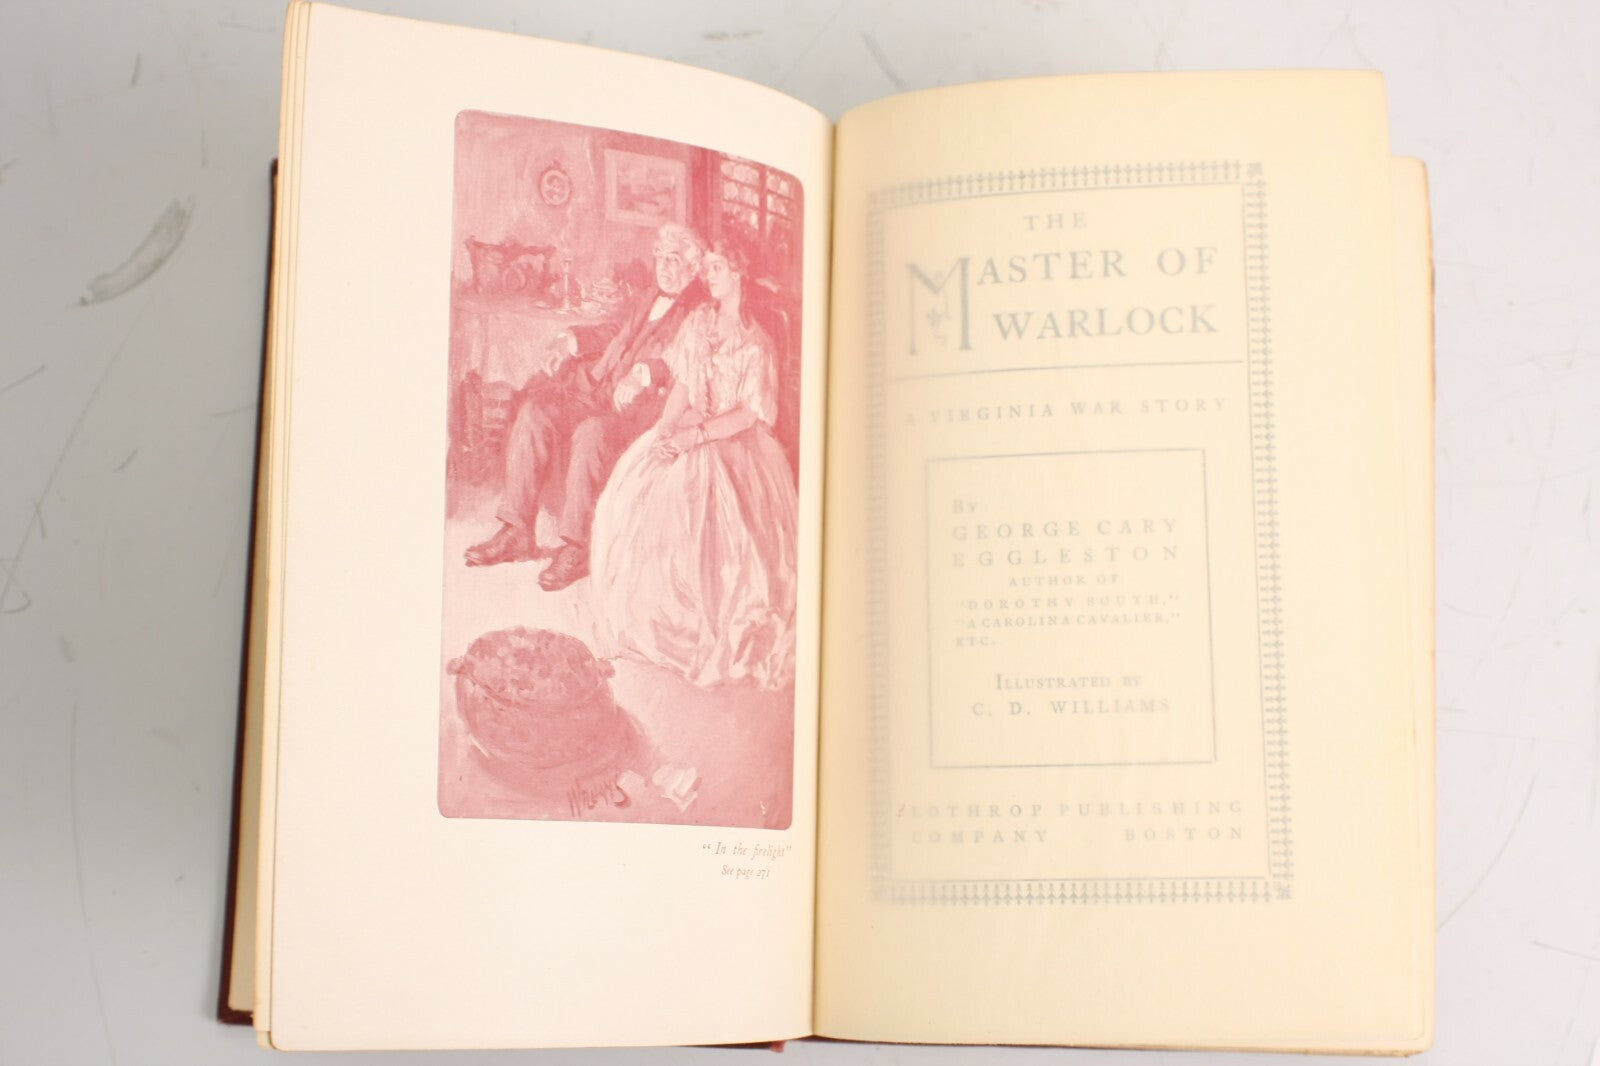 Williams
"In the firelight"
See page 271
THE
MASTER OF
WARLOCK
A VIRGINIA WAR STORY
BY
GEORGE CARY
EGGLESTON
AUTHOR OF
"DOROTHY SOUTH,"
"A CAROLINA CAVALIER,"
ETC.
ILLUSTRATED BY
C. D. WILLIAMS
LOTHROP PUBLISHING
COMPANY BOSTON